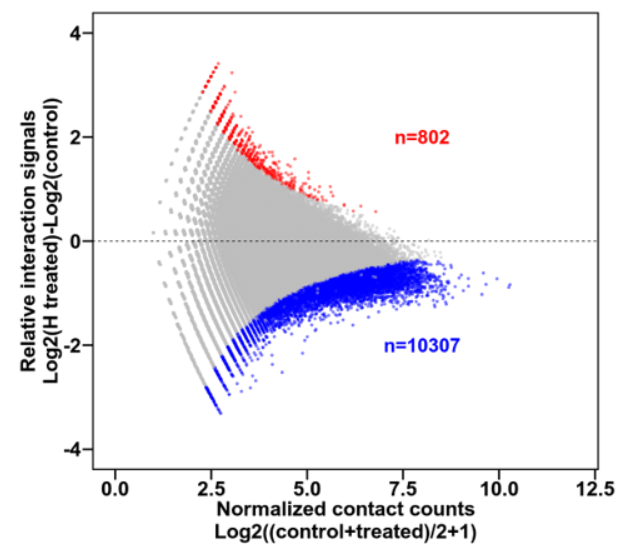 Relative interaction signals
Log2(H treated)-Log2(control)
4
2
0
-2
-4
n=802
n=10307
0.0 2.5 5.0 7.5 10.0 12.5
Normalized contact counts
Log2((control+treated)/2+1)